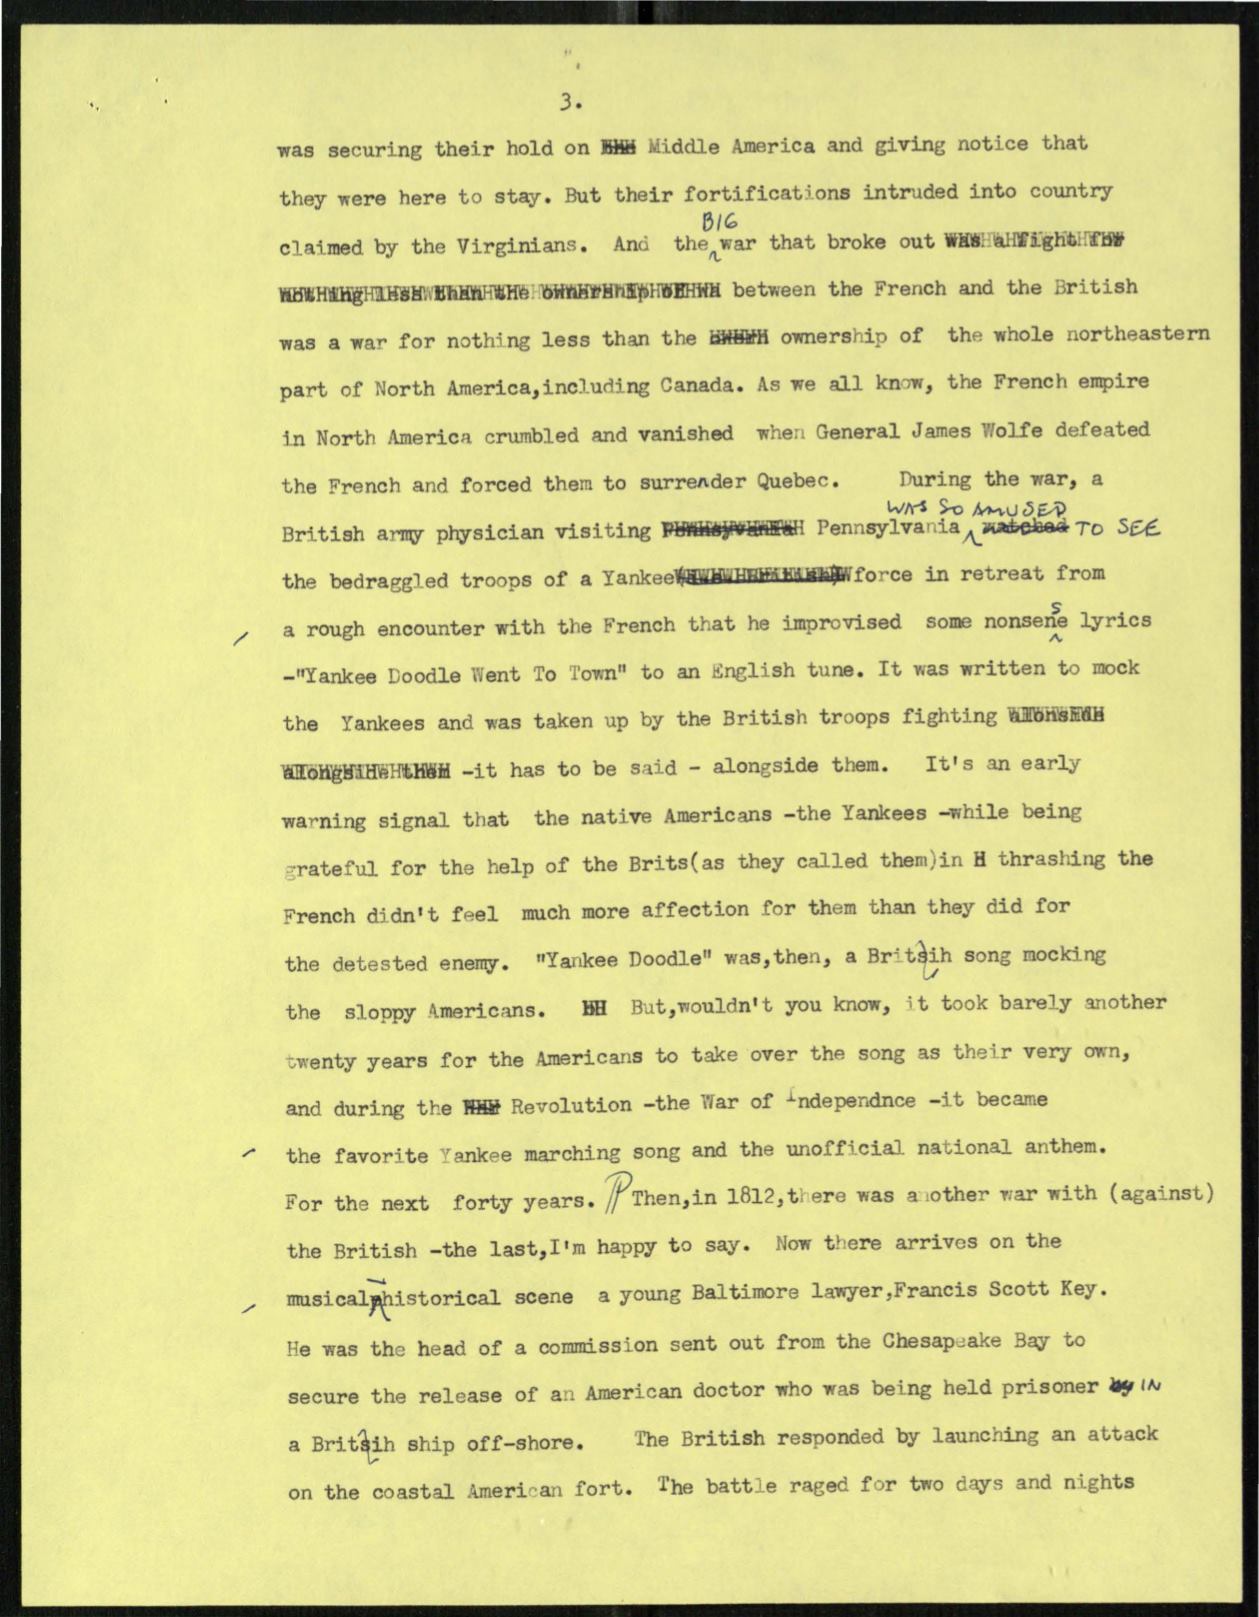 3.
was securing their hold on Middle America and giving notice that
they were here to stay. But their fortifications intruded into country
claimed by the Virginians. And the BIG war that broke out was a fight for
nothing less than the ownership of between the French and the British
was a war for nothing less than the ownership of the whole northeastern
part of North America,including Canada. As we all know, the French empire
in North America crumbled and vanished when General James Wolfe defeated
the French and forced them to surrender Quebec. During the war, a
British army physician visiting Pennsyvania Pennsylvania WAS SO AMUSED watched TO SEE
the bedraggled troops of a Yankee force in retreat from
a rough encounter with the French that he improvised some nonsense lyrics
-"Yankee Doodle Went To Town" to an English tune. It was written to mock
the Yankees and was taken up by the British troops fighting alonside
alongside them -it has to be said - alongside them. It's an early
warning signal that the native Americans -the Yankees -while being
grateful for the help of the Brits(as they called them)in H thrashing the
French didn't feel much more affection for them than they did for
the detested enemy. "Yankee Doodle" was,then, a Britsih song mocking
the sloppy Americans. But,wouldn't you know, it took barely another
twenty years for the Americans to take over the song as their very own,
and during the Revolution -the War of Independnce -it became
the favorite Yankee marching song and the unofficial national anthem.
For the next forty years. Then,in 1812,there was another war with (against)
the British -the last,I'm happy to say. Now there arrives on the
musical-historical scene a young Baltimore lawyer,Francis Scott Key.
He was the head of a commission sent out from the Chesapeake Bay to
secure the release of an American doctor who was being held prisoner by IN
a Britsih ship off-shore. The British responded by launching an attack
on the coastal American fort. The battle raged for two days and nights